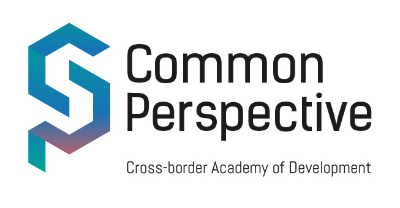 Common
Perspective
Cross-border Academy of Development